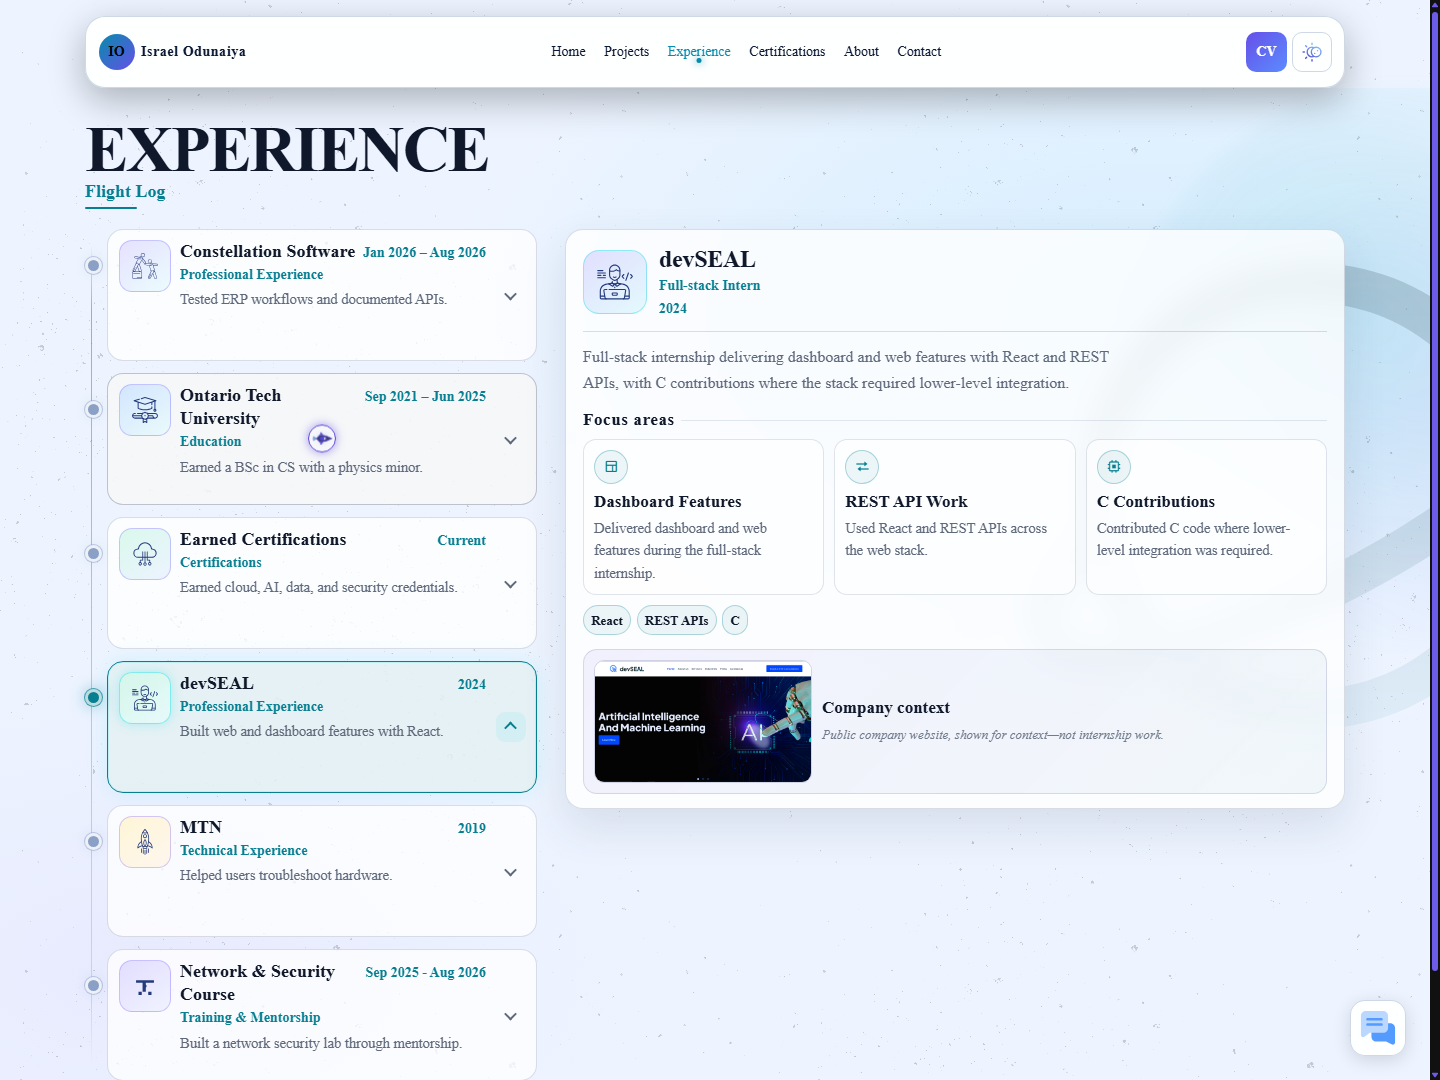 IO
Israel Odunaiya
Home
Projects
Experience
Certifications
About
Contact
CV
EXPERIENCE
Flight Log
Constellation Software
Jan 2026 – Aug 2026
Professional Experience
Tested ERP workflows and documented APIs.
Ontario Tech
University
Sep 2021 – Jun 2025
Education
Earned a BSc in CS with a physics minor.
Earned Certifications
Current
Certifications
Earned cloud, AI, data, and security credentials.
devSEAL
2024
Professional Experience
Built web and dashboard features with React.
MTN
2019
Technical Experience
Helped users troubleshoot hardware.
Network & Security
Course
Sep 2025 - Aug 2026
Training & Mentorship
Built a network security lab through mentorship.
devSEAL
Full-stack Intern
2024
Full-stack internship delivering dashboard and web features with React and REST
APIs, with C contributions where the stack required lower-level integration.
Focus areas
Dashboard Features
Delivered dashboard and web
features during the full-stack
internship.
REST API Work
Used React and REST APIs across
the web stack.
C Contributions
Contributed C code where lower-
level integration was required.
React
REST APIs
C
devSEAL
Artificial Intelligence
And Machine Learning
AI
Company context
Public company website, shown for context—not internship work.